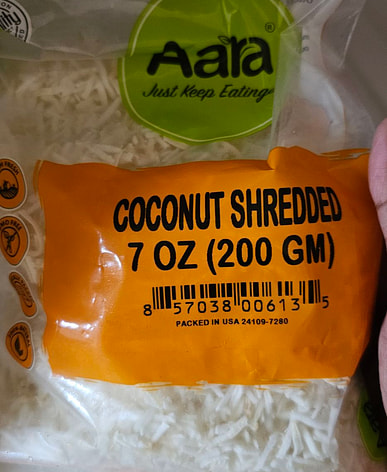 Aara®
Just Keep Eating®
COCONUT SHREDDED
7 OZ (200 GM)
8 57038 00613 5
PACKED IN USA 24109-7280